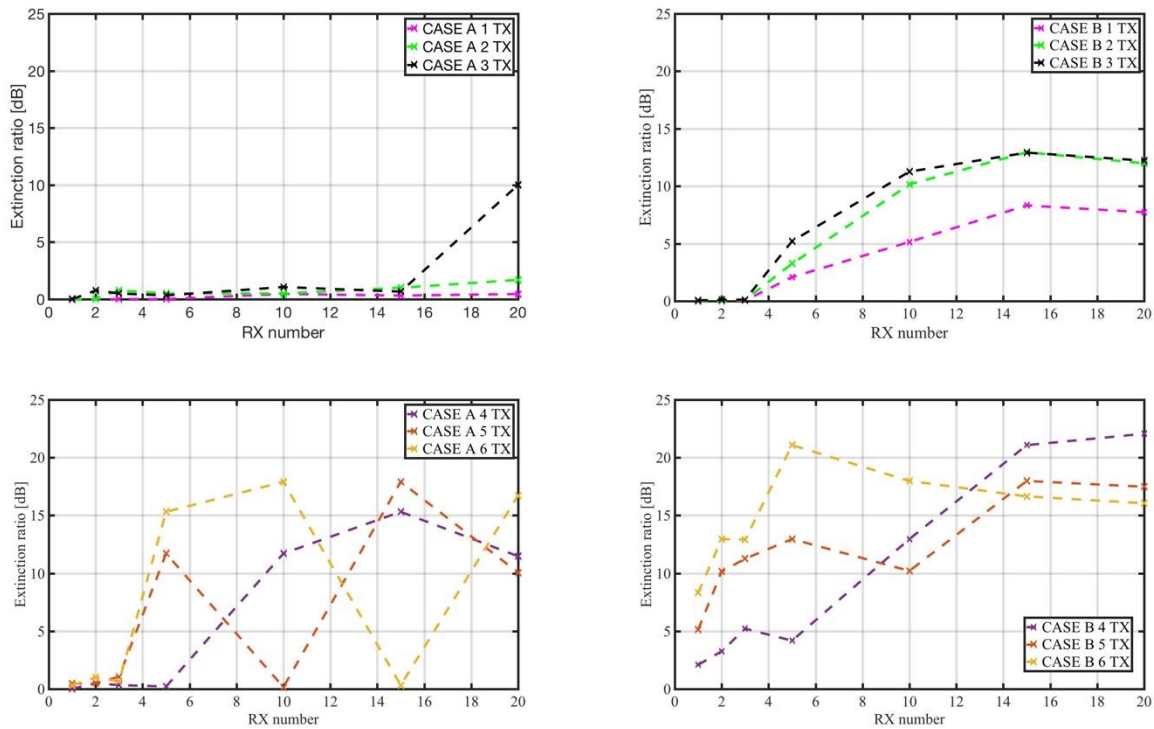 25
20
15
10
5
0
Extinction ratio [dB]
CASE A 1 TX
CASE A 2 TX
CASE A 3 TX
0 2 4 6 8 10 12 14 16 18 20
RX number
25
20
15
10
5
0
Extinction ratio [dB]
CASE B 1 TX
CASE B 2 TX
CASE B 3 TX
0 2 4 6 8 10 12 14 16 18 20
RX number
25
20
15
10
5
0
Extinction ratio [dB]
CASE A 4 TX
CASE A 5 TX
CASE A 6 TX
0 2 4 6 8 10 12 14 16 18 20
RX number
25
20
15
10
5
0
Extinction ratio [dB]
CASE B 4 TX
CASE B 5 TX
CASE B 6 TX
0 2 4 6 8 10 12 14 16 18 20
RX number